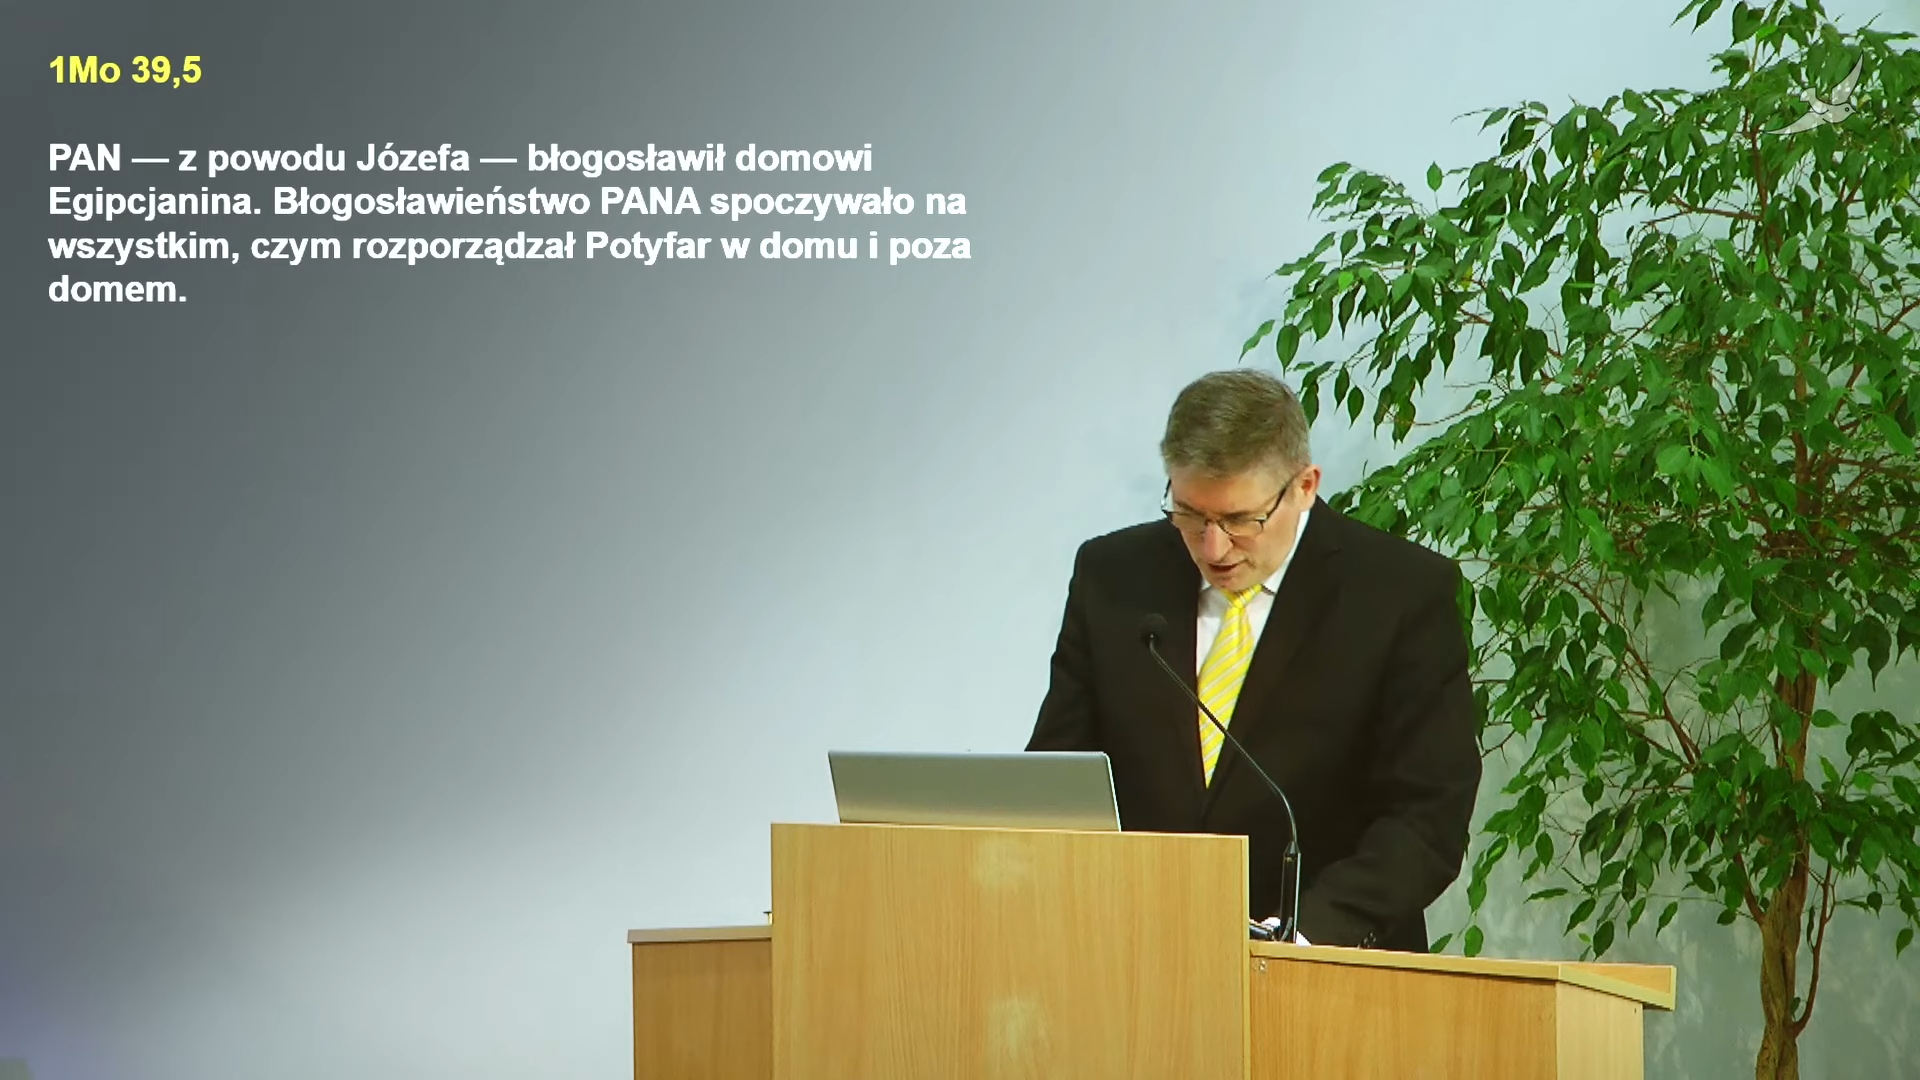 1Mo 39,5
PAN — z powodu Józefa — błogosławił domowi
Egipcjanina. Błogosławieństwo PANA spoczywało na
wszystkim, czym rozporządzał Potyfar w domu i poza
domem.